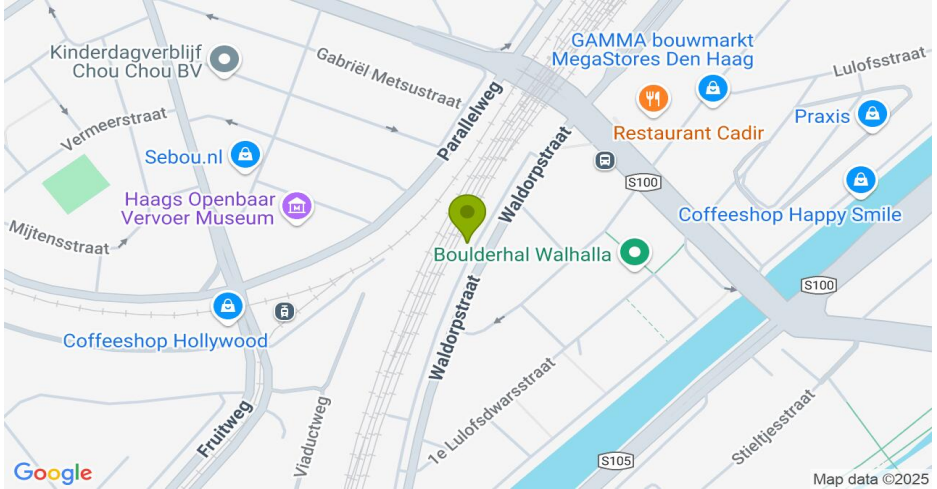 Kinderdagverblijf
Chou Chou BV
Gabriël Metsustraat
GAMMA bouwmarkt
MegaStores Den Haag
Lulofsstraat
Vermeerstraat
Parallelweg
Restaurant Cadir
Praxis
Sebou.nl
Waldorpstraat
S100
Haags Openbaar
Vervoer Museum
Coffeeshop Happy Smile
Mijtensstraat
Boulderhal Walhalla
S100
Coffeeshop Hollywood
Waldorpstraat
Fruitweg
Viaductweg
1e Lulofsdwarsstraat
Stieltjesstraat
S105
Google
Map data ©2025